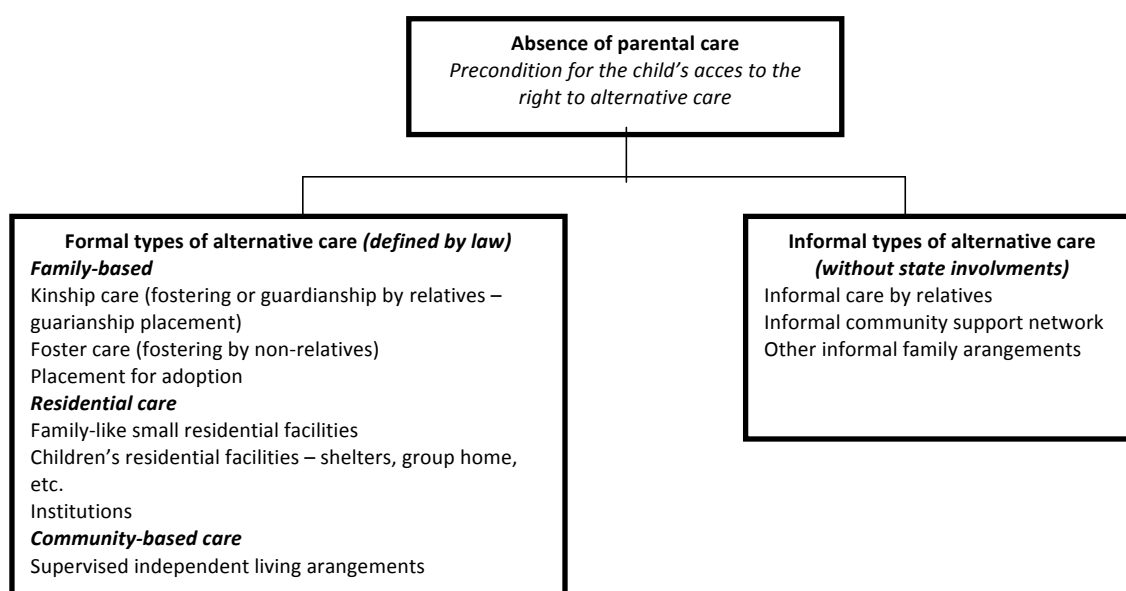 Absence of parental care
Precondition for the child's acces to the
right to alternative care
Formal types of alternative care (defined by law)
Family-based
Kinship care (fostering or guardianship by relatives –
guarianship placement)
Foster care (fostering by non-relatives)
Placement for adoption
Residential care
Family-like small residential facilities
Children's residential facilities – shelters, group home,
etc.
Institutions
Community-based care
Supervised independent living arangements
Informal types of alternative care
(without state involvments)
Informal care by relatives
Informal community support network
Other informal family arangements